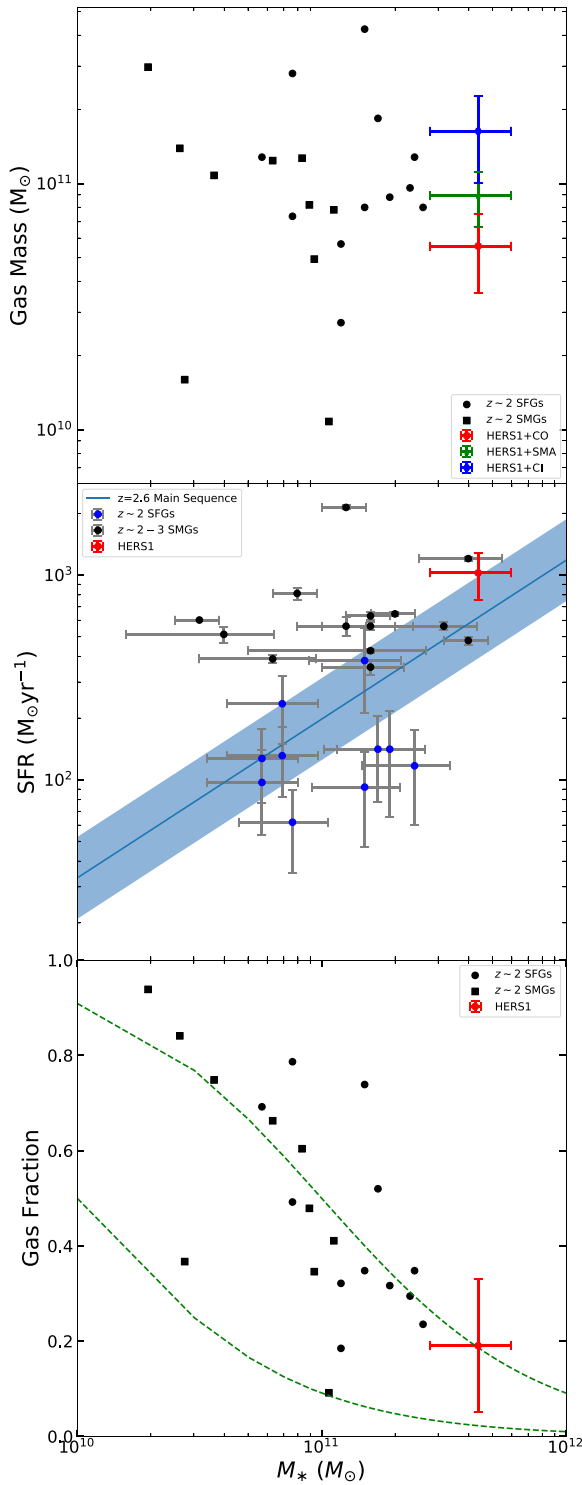 Gas Mass (M⊙)
10¹¹
10¹⁰
z ~ 2 SFGs
z ~ 2 SMGs
HERS1+CO
HERS1+SMA
HERS1+CI
SFR (M⊙yr⁻¹)
10³
10²
z=2.6 Main Sequence
z ~ 2 SFGs
z ~ 2 − 3 SMGs
HERS1
Gas Fraction
1.0
0.8
0.6
0.4
0.2
0.0
z ~ 2 SFGs
z ~ 2 SMGs
HERS1
10¹⁰
10¹¹
10¹²
M* (M⊙)